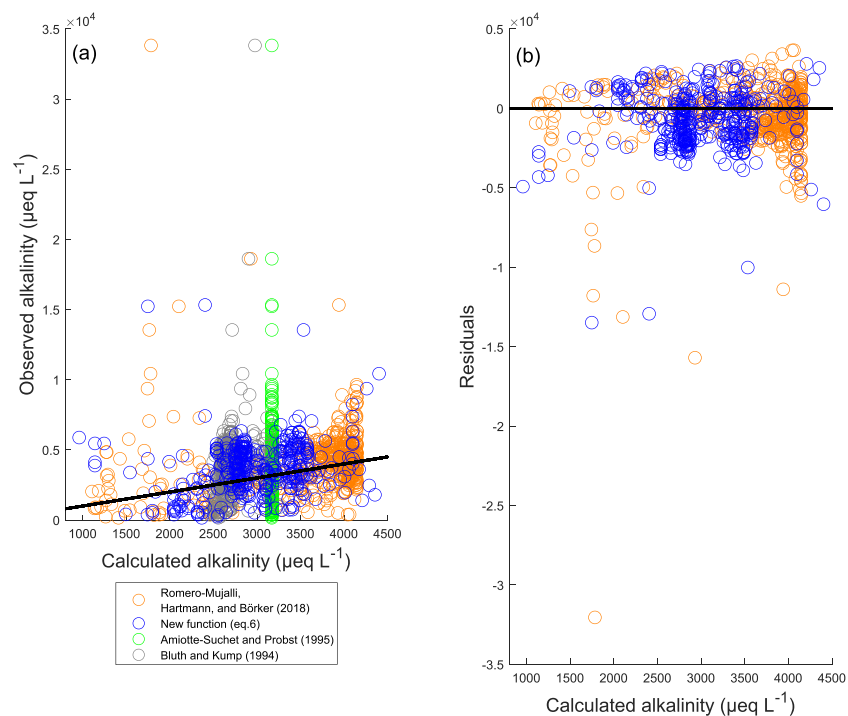 ×10⁴
3.5
3
2.5
2
1.5
1
0.5
0
(a)
Observed alkalinity (µeq L⁻¹)
1000 1500 2000 2500 3000 3500 4000 4500
Calculated alkalinity (µeq L⁻¹)
Romero-Mujalli,
Hartmann, and Börker (2018)
New function (eq.6)
Amiotte-Suchet and Probst (1995)
Bluth and Kump (1994)
×10⁴
0.5
0
-0.5
-1
-1.5
-2
-2.5
-3
-3.5
(b)
Residuals
1000 1500 2000 2500 3000 3500 4000 4500
Calculated alkalinity (µeq L⁻¹)